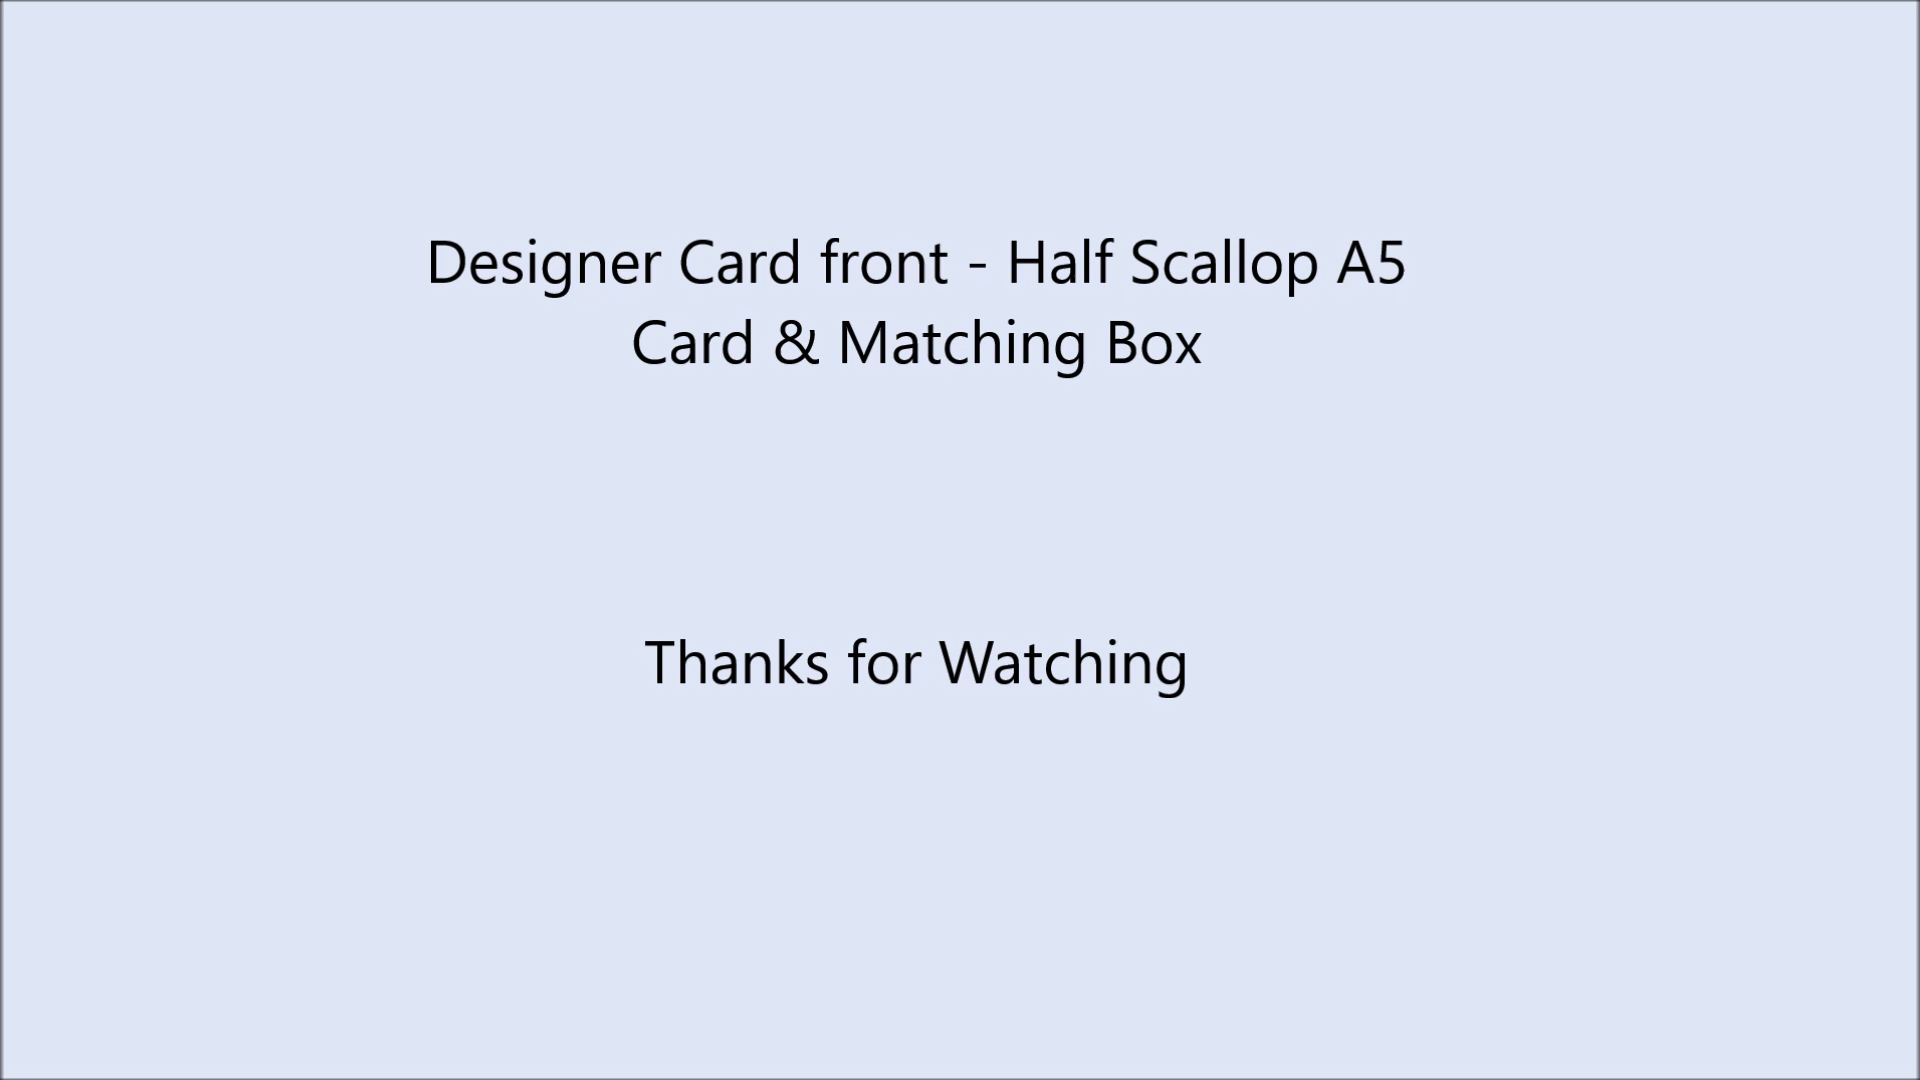 Designer Card front - Half Scallop A5
Card & Matching Box
Thanks for Watching